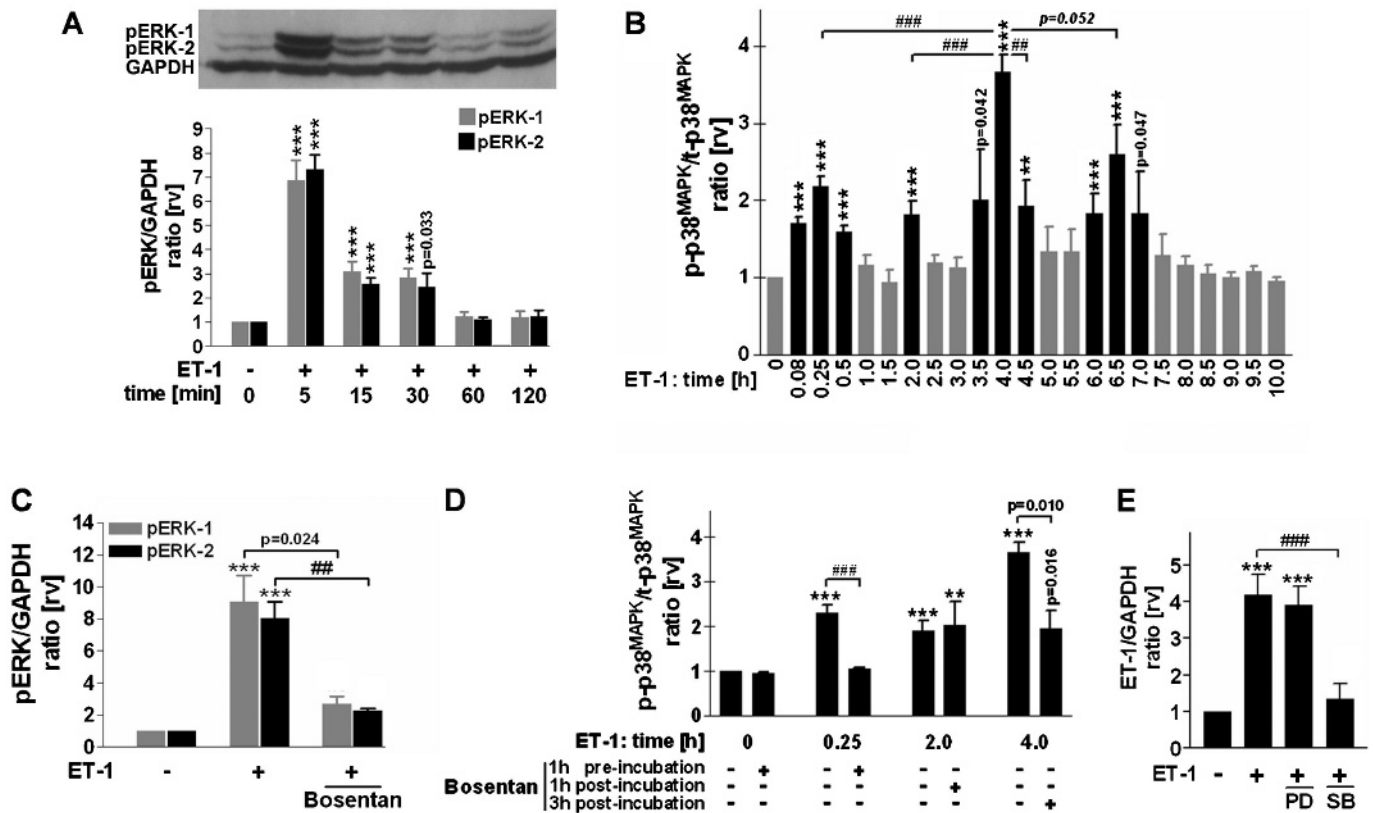 A
pERK-1
pERK-2
GAPDH
pERK-1
pERK-2
pERK/GAPDH
ratio [rv]
9
8
7
6
5
4
3
2
1
0
*** *** *** *** *** p=0.033
ET-1 - + + + + +
time [min] 0 5 15 30 60 120
B
p-p38MAPK/t-p38MAPK
ratio [rv]
4
3
2
1
0
### p=0.052
### ##
*** *** *** *** p=0.042 *** ** *** *** p=0.047
ET-1: time [h] 0 0.08 0.25 0.5 1.0 1.5 2.0 2.5 3.0 3.5 4.0 4.5 5.0 5.5 6.0 6.5 7.0 7.5 8.0 8.5 9.0 9.5 10.0
C
pERK-1
pERK-2
pERK/GAPDH
ratio [rv]
14
12
10
8
6
4
2
0
p=0.024
##
*** ***
ET-1 - + +
Bosentan
D
p-p38MAPK/t-p38MAPK
ratio [rv]
4
3
2
1
0
p=0.010
###
*** *** ** *** p=0.016
ET-1: time [h] 0 0.25 2.0 4.0
Bosentan
1h pre-incubation - + - + - - - -
1h post-incubation - - - - - + - -
3h post-incubation - - - - - - - +
E
ET-1/GAPDH
ratio [rv]
5
4
3
2
1
0
###
*** ***
ET-1 - + + +
PD SB